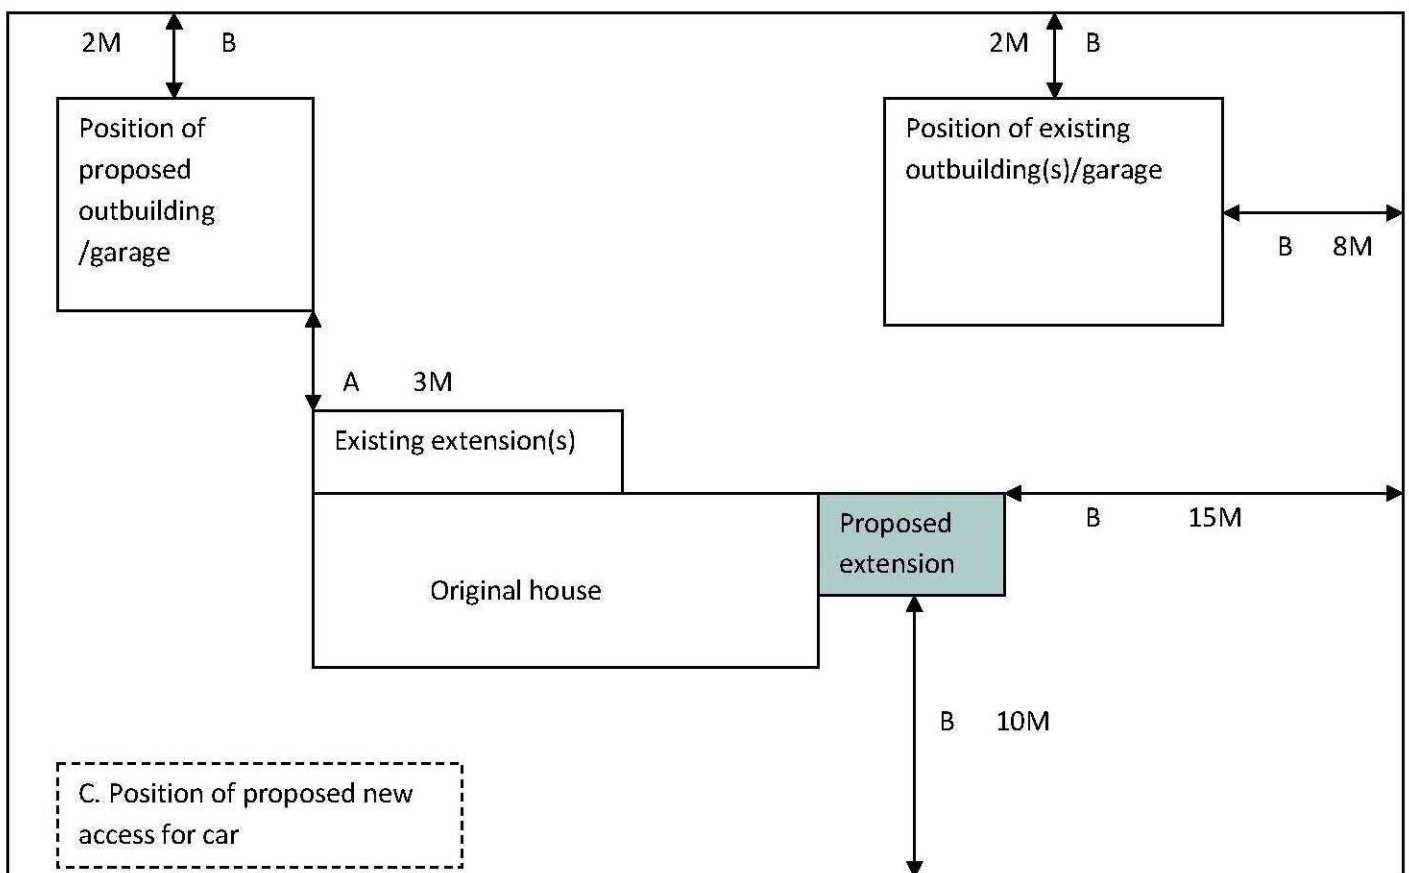 2M B
2M B
Position of
proposed
outbuilding
/garage
Position of existing
outbuilding(s)/garage
B 8M
A 3M
Existing extension(s)
B 15M
Proposed
extension
Original house
B 10M
C. Position of proposed new
access for car